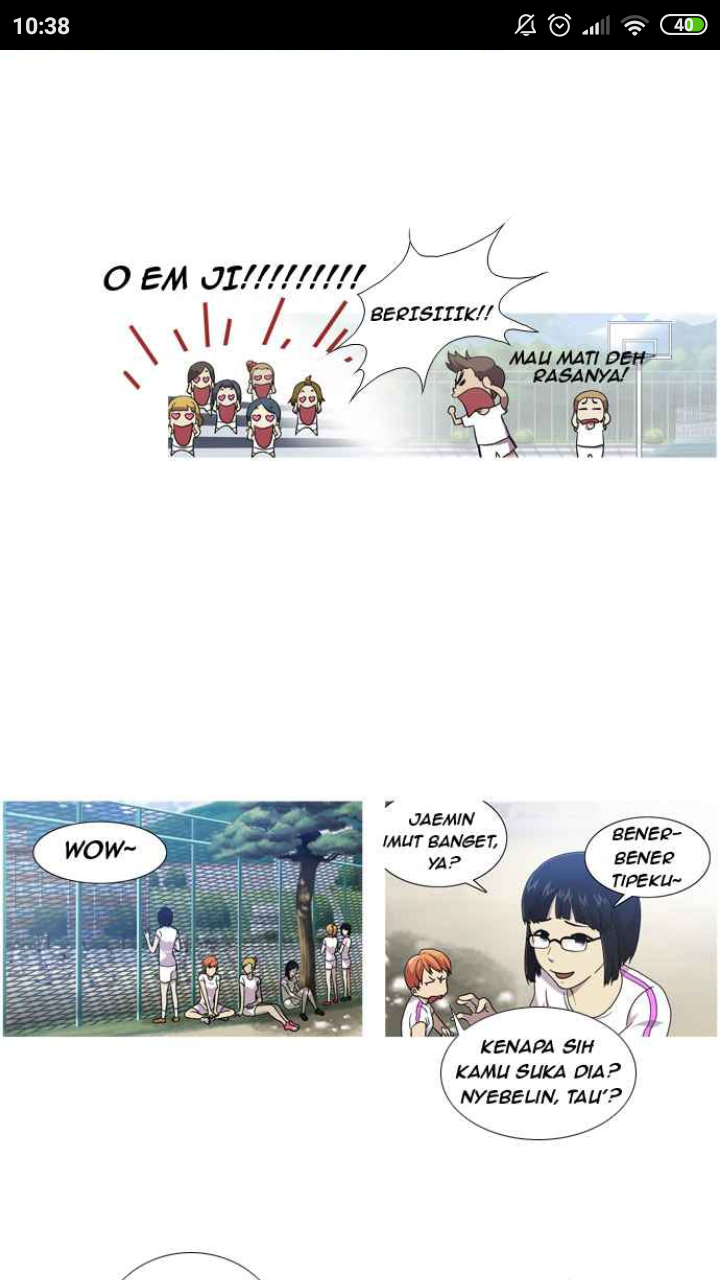 10:38
40
O EM JI!!!!!!!!!
BERISIIIK!!
MAU MATI DEH
RASANYA!
WOW~
JAEMIN
IMUT BANGET,
YA?
BENER-
BENER
TIPEKU~
KENAPA SIH
KAMU SUKA DIA?
NYEBELIN, TAU'?